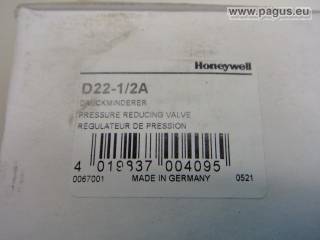 © www.pagus.eu
Honeywell
D22-1/2A
DRUCKMINDERER
PRESSURE REDUCING VALVE
RÉGULATEUR DE PRESSION
4 019837 004095
0067001 MADE IN GERMANY 0521